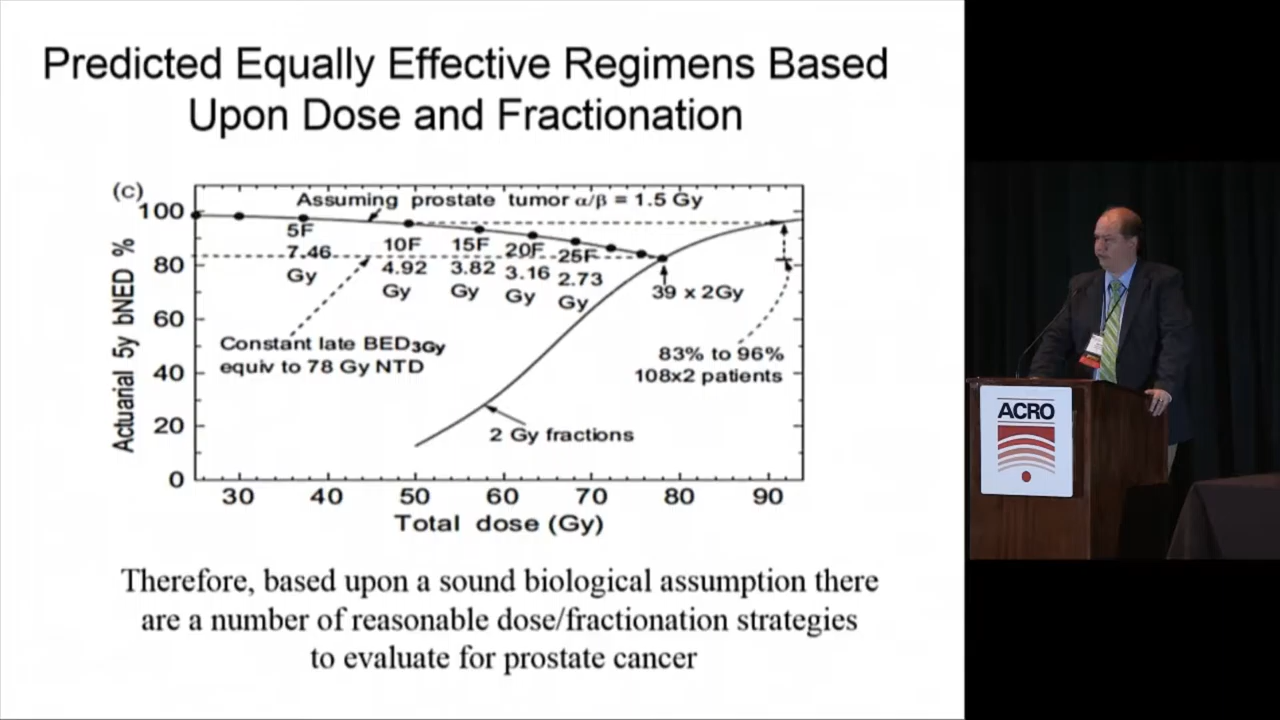 Predicted Equally Effective Regimens Based
Upon Dose and Fractionation
(c)
Assuming prostate tumor α/β = 1.5 Gy
Actuarial 5y bNED %
100
80
60
40
20
0
5F
7.46
Gy
10F
4.92
Gy
15F
3.82
Gy
20F
3.16
Gy
25F
2.73
Gy
39 x 2Gy
Constant late BED3Gy
equiv to 78 Gy NTD
83% to 96%
108x2 patients
2 Gy fractions
30 40 50 60 70 80 90
Total dose (Gy)
Therefore, based upon a sound biological assumption there
are a number of reasonable dose/fractionation strategies
to evaluate for prostate cancer
ACRO